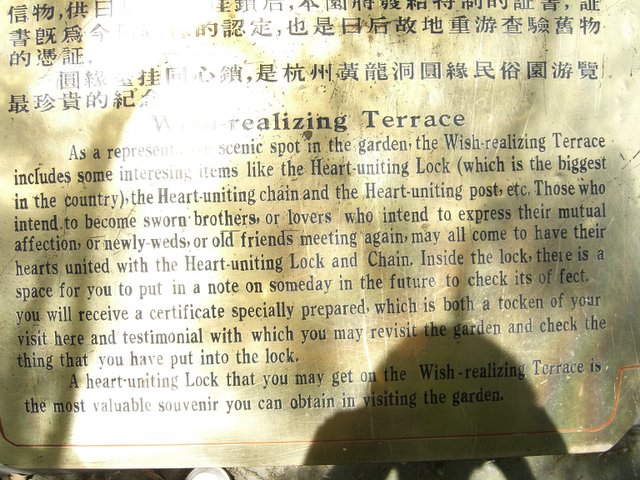 信物,供日 鎖后,本園將發給特制的証書,証
書旣爲今 的認定,也是日后故地重游查驗舊物
的憑証.
圓緣 挂同心鎖,是杭州黃龍洞圓緣民俗園游覽
最珍貴的紀念
Wish-realizing Terrace
As a representative scenic spot in the garden, the Wish-realizing Terrace
includes some interesing items like the Heart-uniting Lock (which is the biggest
in the country), the Heart-uniting chain and the Heart-uniting post, etc. Those who
intend to become sworn brothers, or lovers who intend to express their mutual
affection, or newly-weds, or old friends meeting again, may all come to have their
hearts united with the Heart-uniting Lock and Chain. Inside the lock, there is a
space for you to put in a note on someday in the future to check its of fect.
you will receive a certificate specially prepared, which is both a tocken of your
visit here and testimonial with which you may revisit the garden and check the
thing that you have put into the lock.
A heart-uniting Lock that you may get on the Wish-realizing Terrace is
the most valuable souvenir you can obtain in visiting the garden.